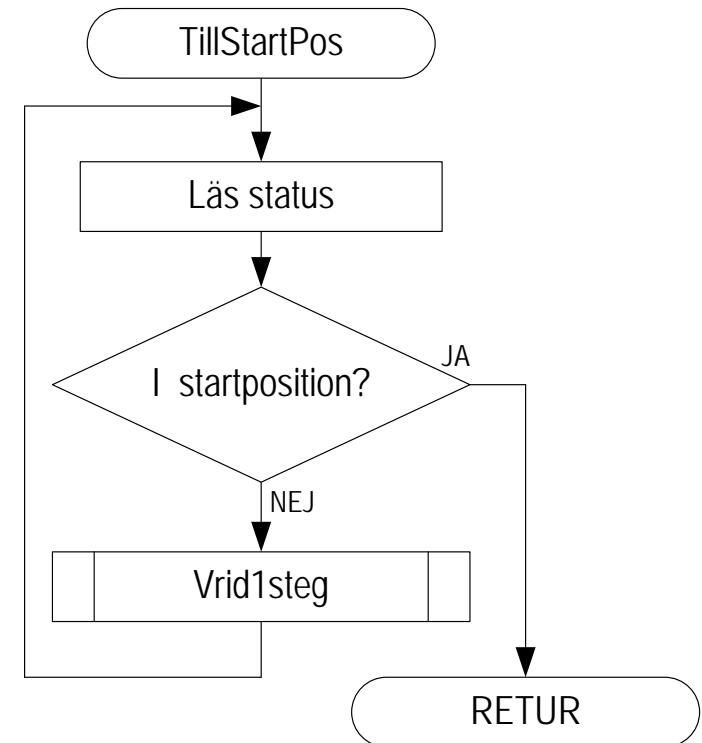 TillStartPos
Läs status
I startposition?
JA
NEJ
Vrid1steg
RETUR